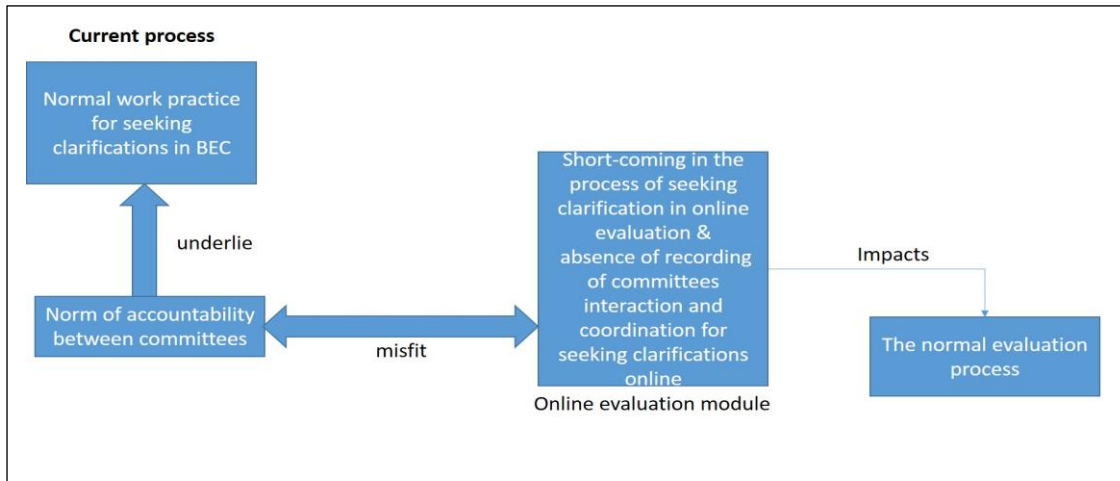 Current process
Normal work practice
for seeking
clarifications in BEC
underlie
Norm of accountability
between committees
misfit
Short-coming in the
process of seeking
clarification in online
evaluation &
absence of recording
of committees
interaction and
coordination for
seeking clarifications
online
Online evaluation module
Impacts
The normal evaluation
process